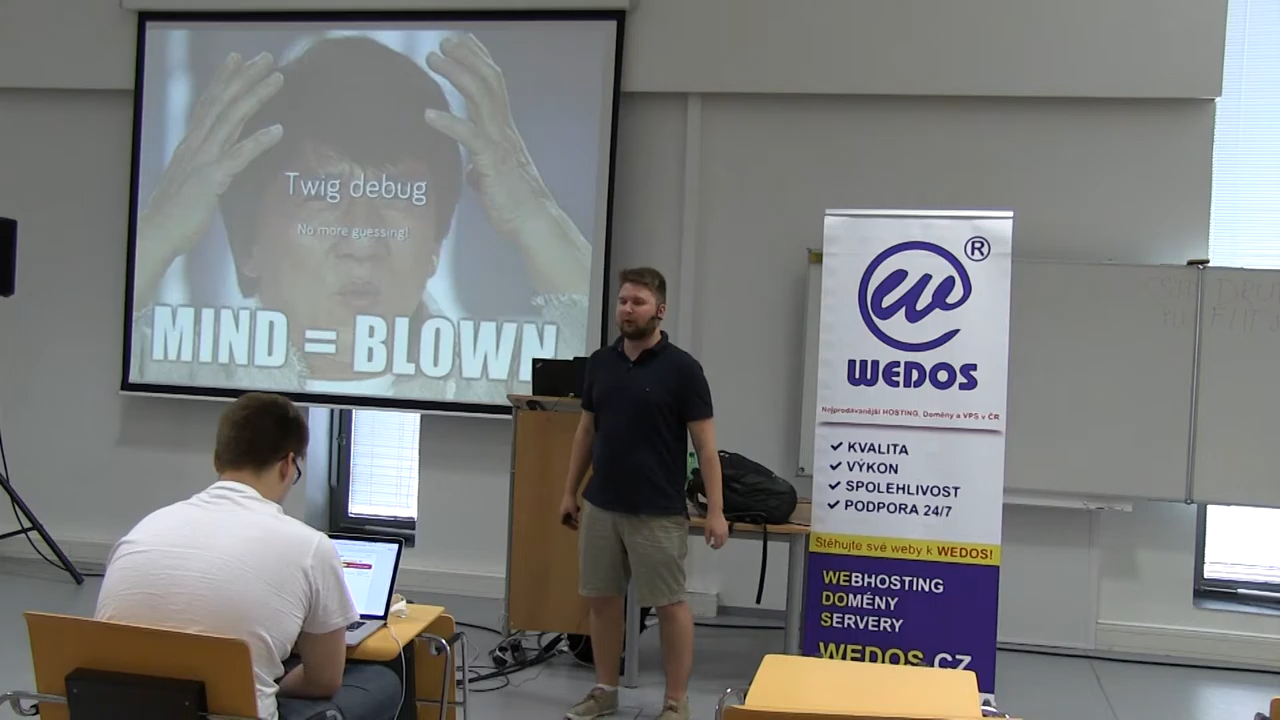 Twig debug
No more guessing!
MIND = BLOWN
®
WEDOS
Nejprodávanější HOSTING, Domény a VPS v ČR
✔ KVALITA
✔ VÝKON
✔ SPOLEHLIVOST
✔ PODPORA 24/7
Stěhujte své weby k WEDOS!
WEBHOSTING
DOMÉNY
SERVERY
WEDOS.CZ